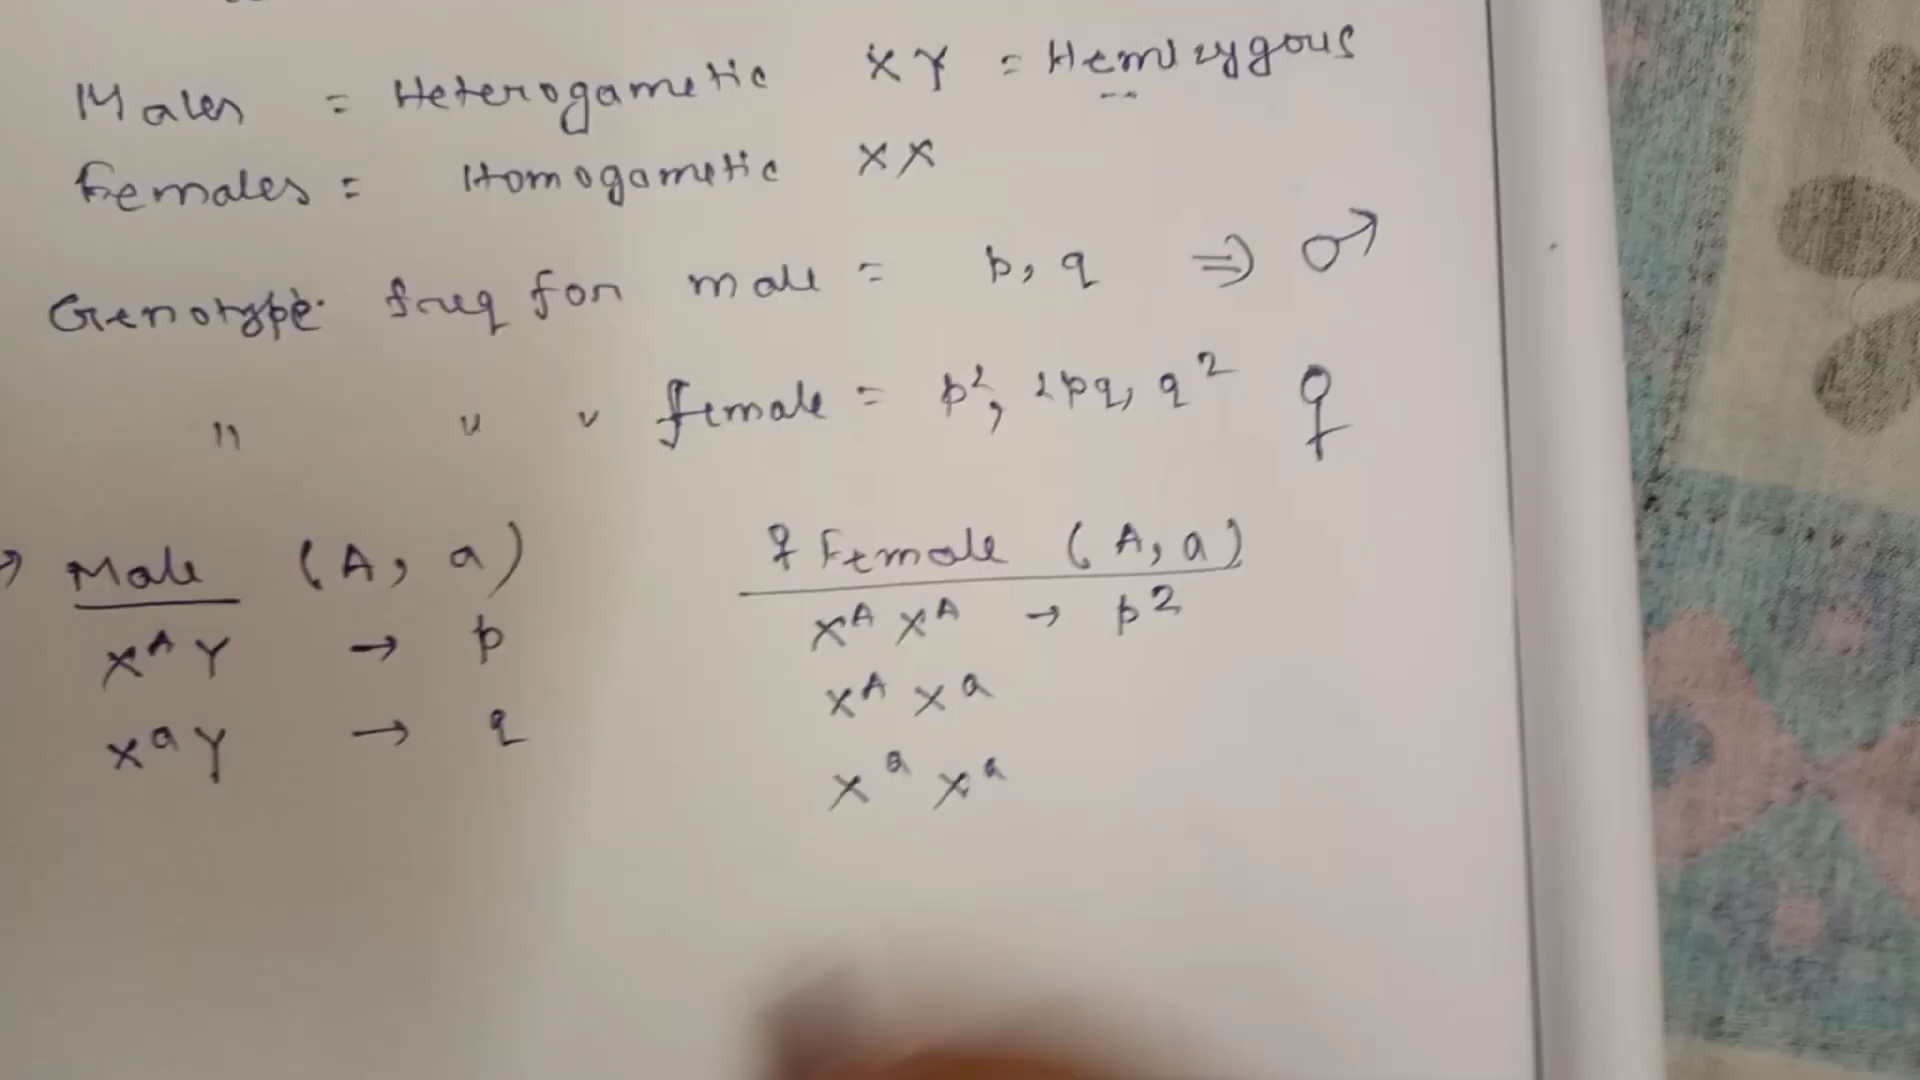 Males = Heterogametic XY = Hemizygous
Females = Homogametic XX
Genotype freq for male = p, q ⇒ ♂
" " " female = p², 2pq, q² ♀
→ Male (A, a)
X^A Y → p
X^a Y → q
♀ Female (A, a)
X^A X^A → p²
X^A X^a
X^a X^a